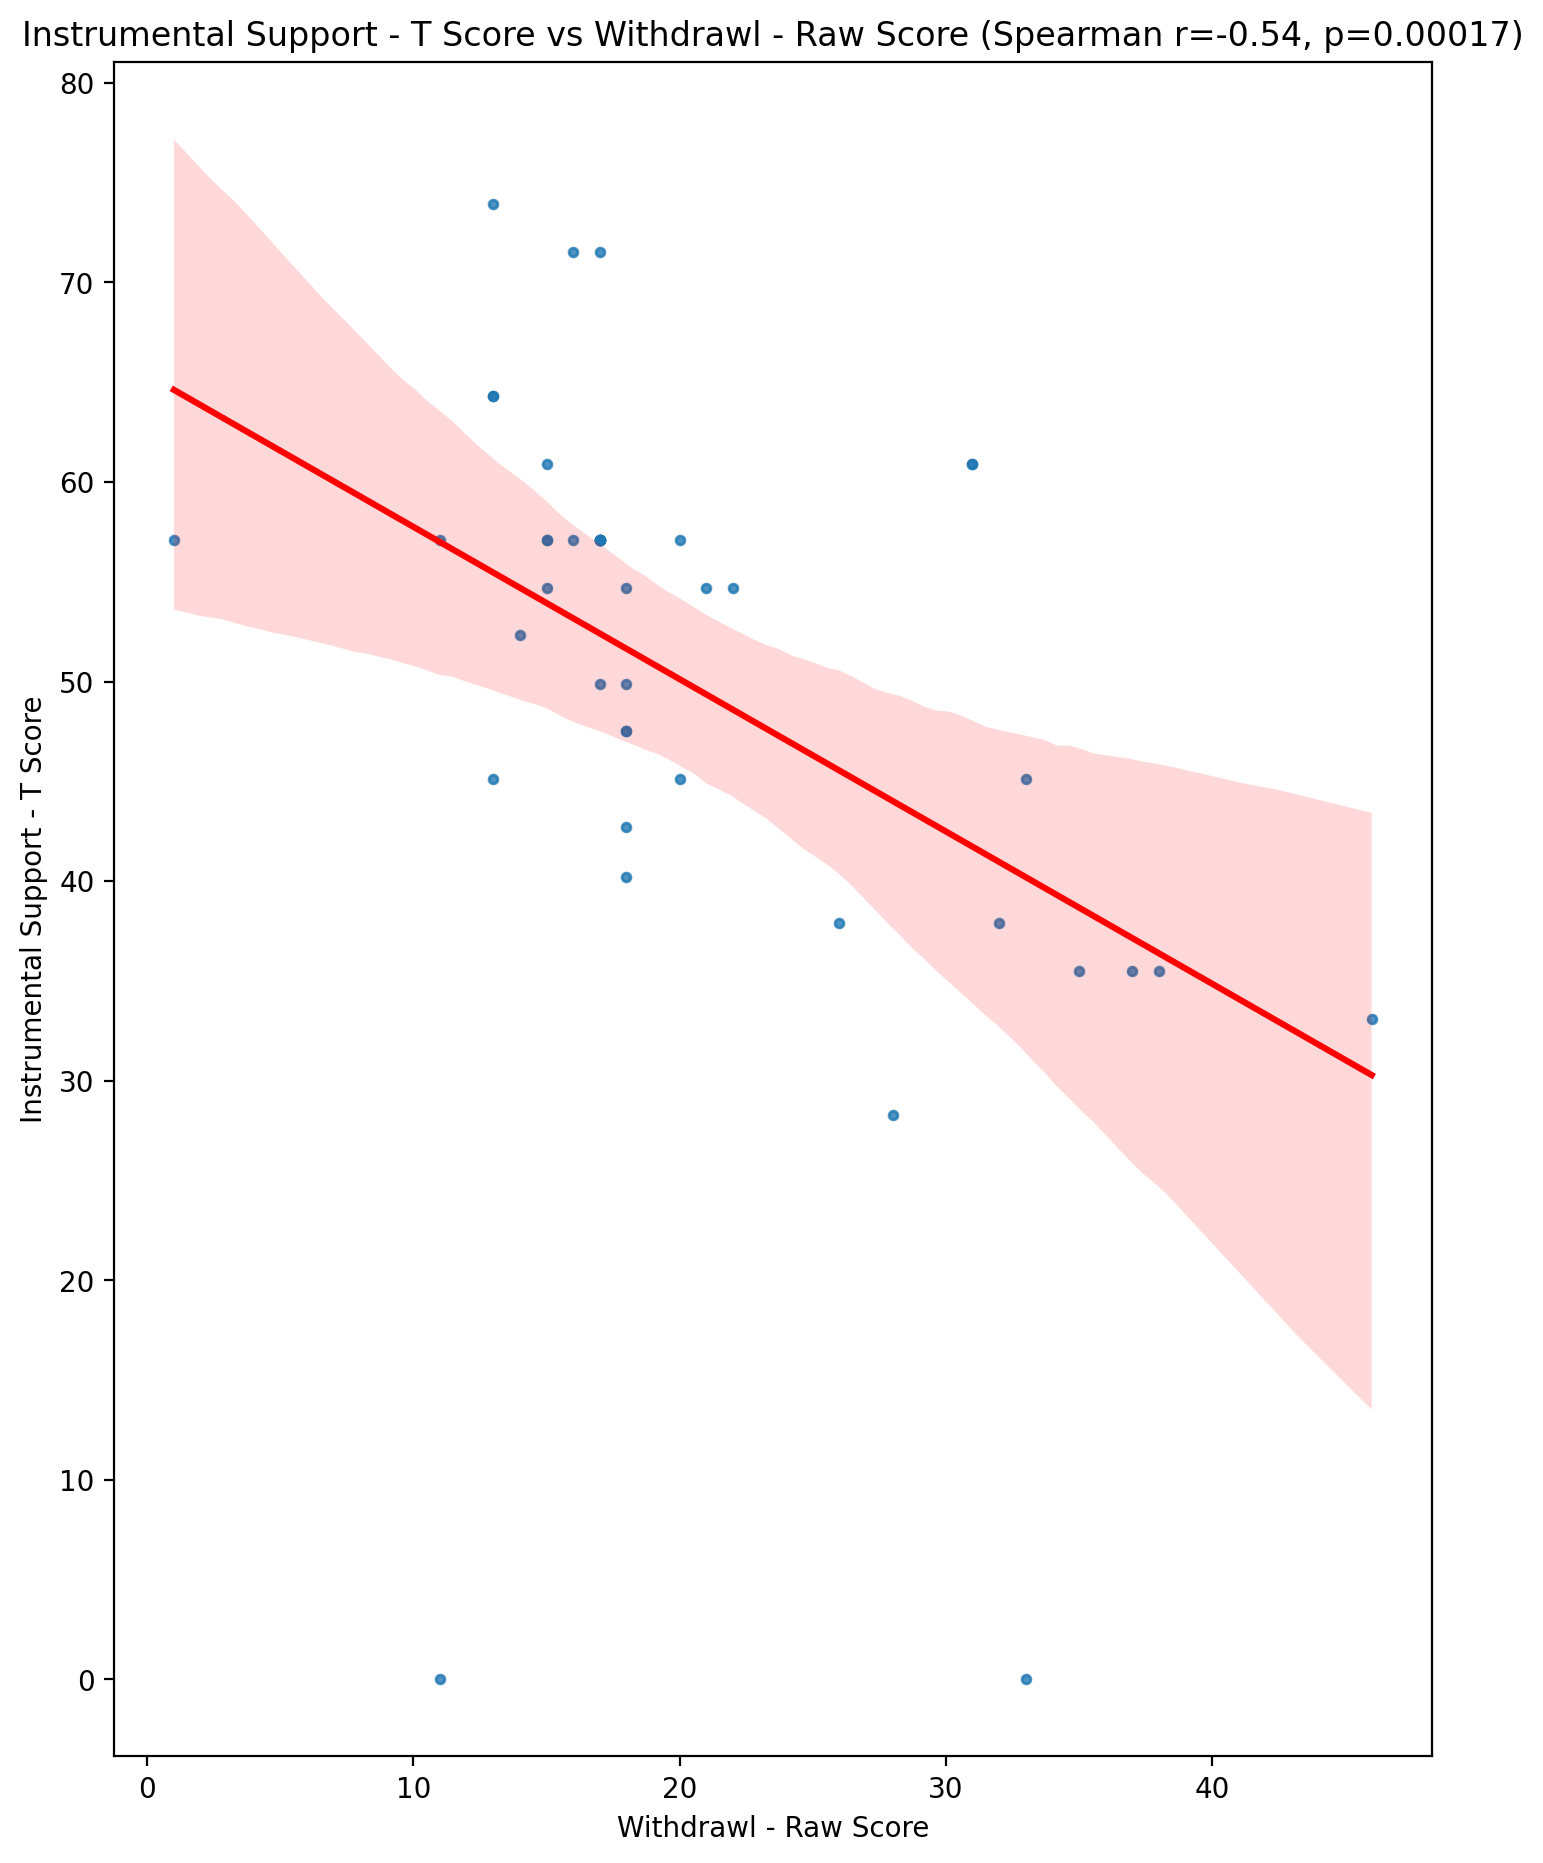 Instrumental Support - T Score vs Withdrawl - Raw Score (Spearman r=-0.54, p=0.00017)
80
70
60
50
40
30
20
10
0
Instrumental Support - T Score
0 10 20 30 40
Withdrawl - Raw Score